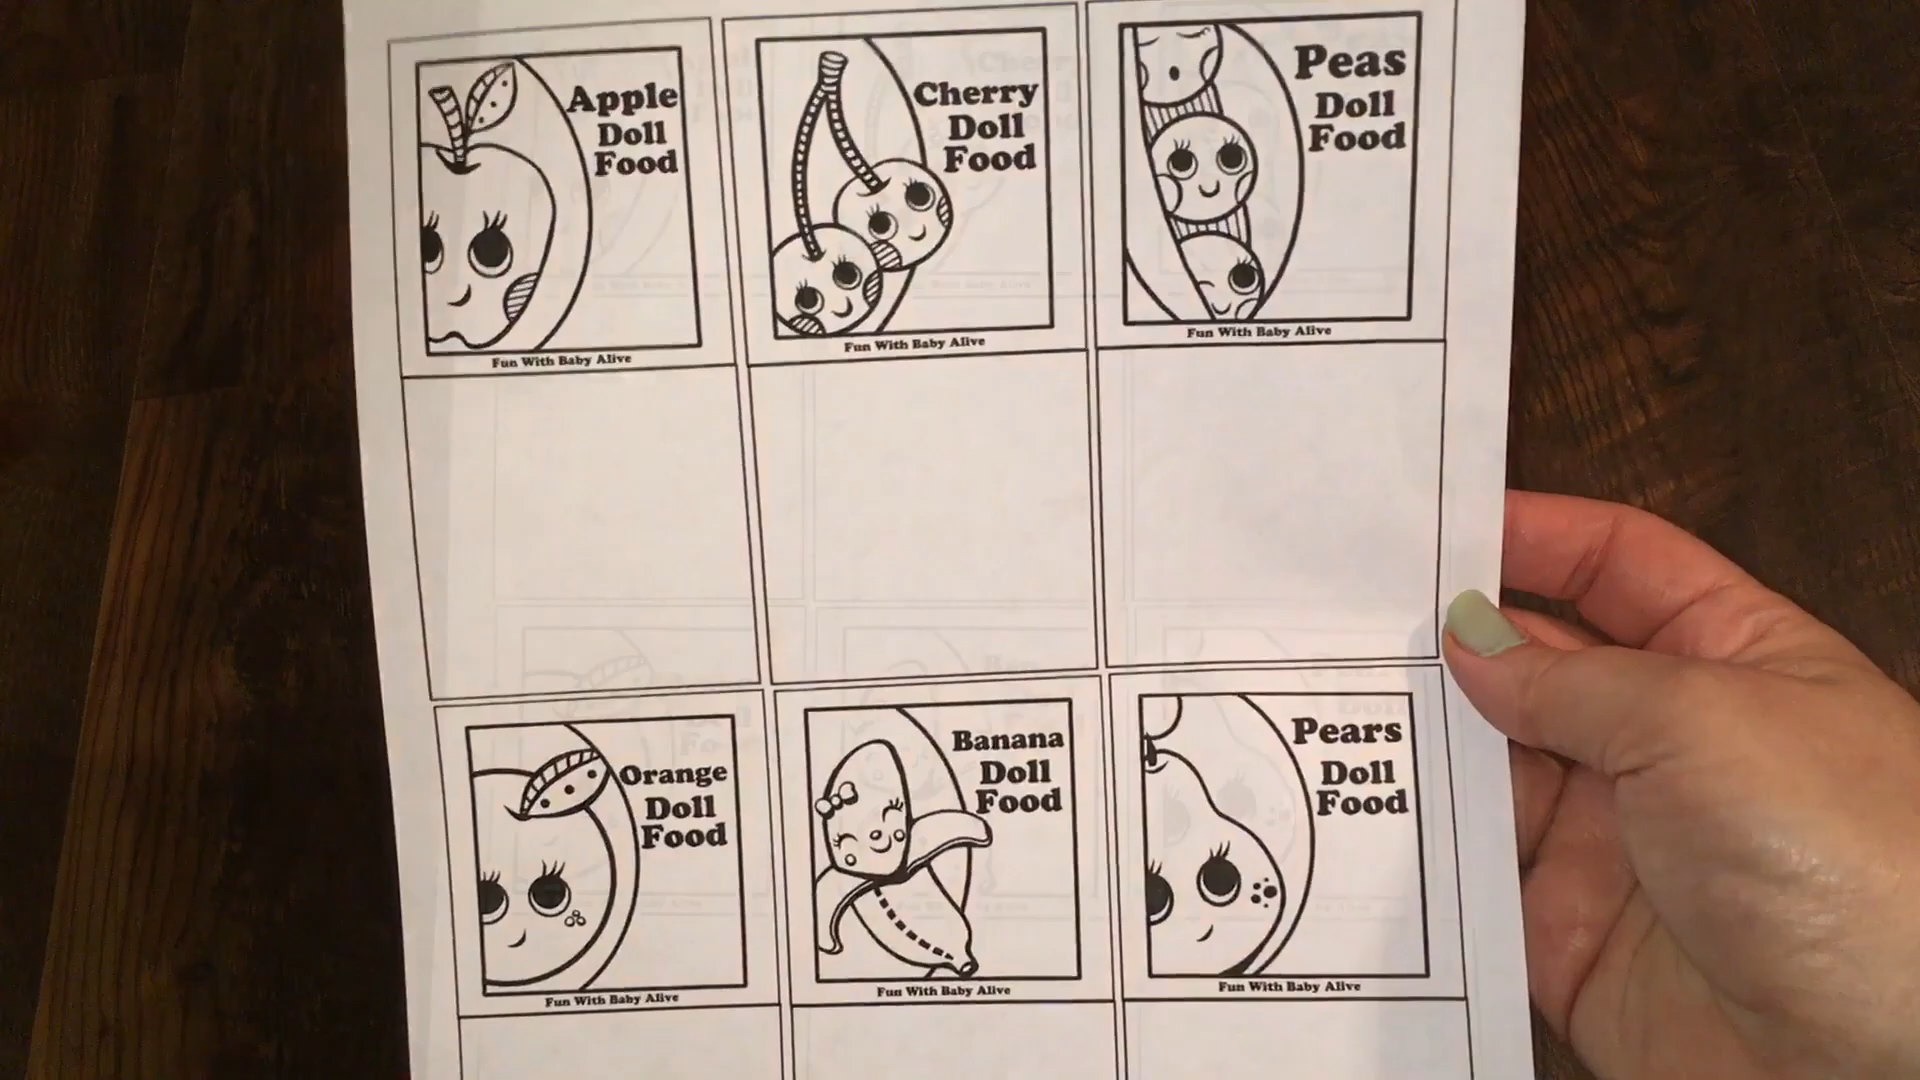 Apple
Doll
Food
Fun With Baby Alive
Cherry
Doll
Food
Fun With Baby Alive
Peas
Doll
Food
Fun With Baby Alive
Orange
Doll
Food
Fun With Baby Alive
Banana
Doll
Food
Fun With Baby Alive
Pears
Doll
Food
Fun With Baby Alive